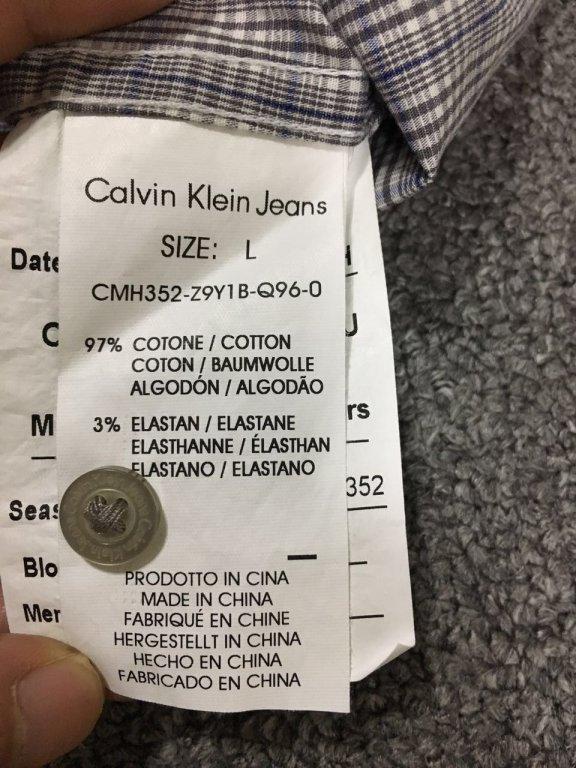 Calvin Klein Jeans
SIZE: L
CMH352-Z9Y1B-Q96-0
97% COTONE / COTTON
COTON / BAUMWOLLE
ALGODÓN / ALGODÃO
3% ELASTAN / ELASTANE
ELASTHANNE / ÉLASTHAN
ELASTANO / ELASTANO
PRODOTTO IN CINA
MADE IN CHINA
FABRIQUÉ EN CHINE
HERGESTELLT IN CHINA
HECHO EN CHINA
FABRICADO EN CHINA
Date
rs
352
Seas
Blo
Mer